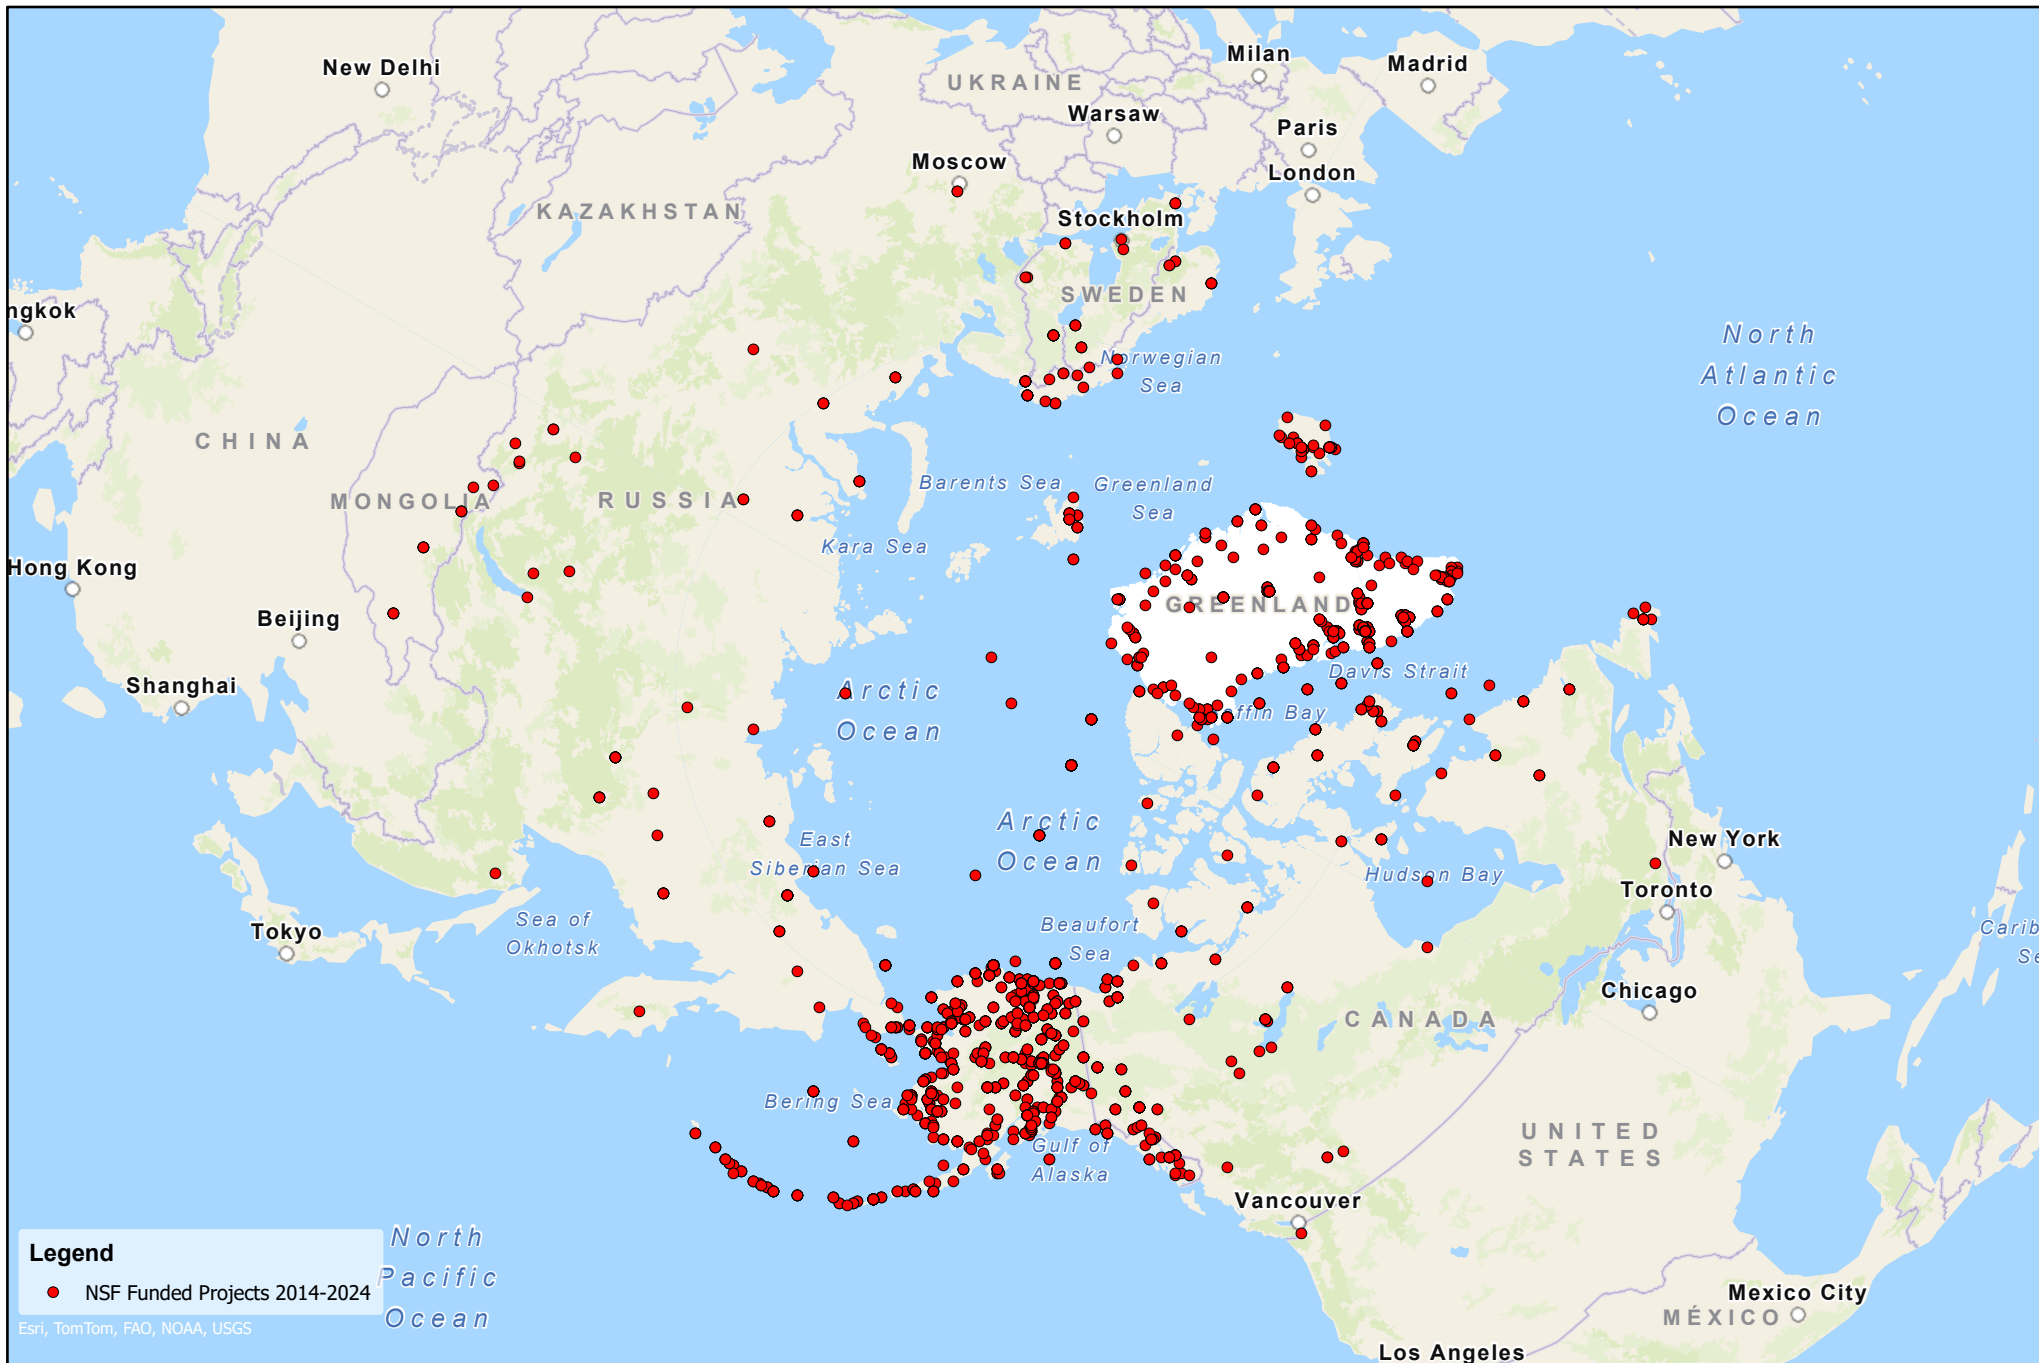 Milan
Madrid
New Delhi
UKRAINE
Warsaw
Paris
Moscow
London
KAZAKHSTAN
Stockholm
SWEDEN
ngkok
North
Atlantic
Ocean
Norwegian
Sea
CHINA
MONGOLIA
RUSSIA
Barents Sea
Greenland
Sea
Kara Sea
Hong Kong
GREENLAND
Beijing
Davis Strait
Shanghai
Arctic
Ocean
affin Bay
Arctic
Ocean
East
Siberian Sea
New York
Hudson Bay
Toronto
Sea of
Okhotsk
Tokyo
Beaufort
Sea
Carib
Se
Chicago
CANADA
Bering Sea
Gulf of
Alaska
UNITED
STATES
Vancouver
North
Pacific
Ocean
Legend
NSF Funded Projects 2014-2024
Esri, TomTom, FAO, NOAA, USGS
Mexico City
MÉXICO
Los Angeles